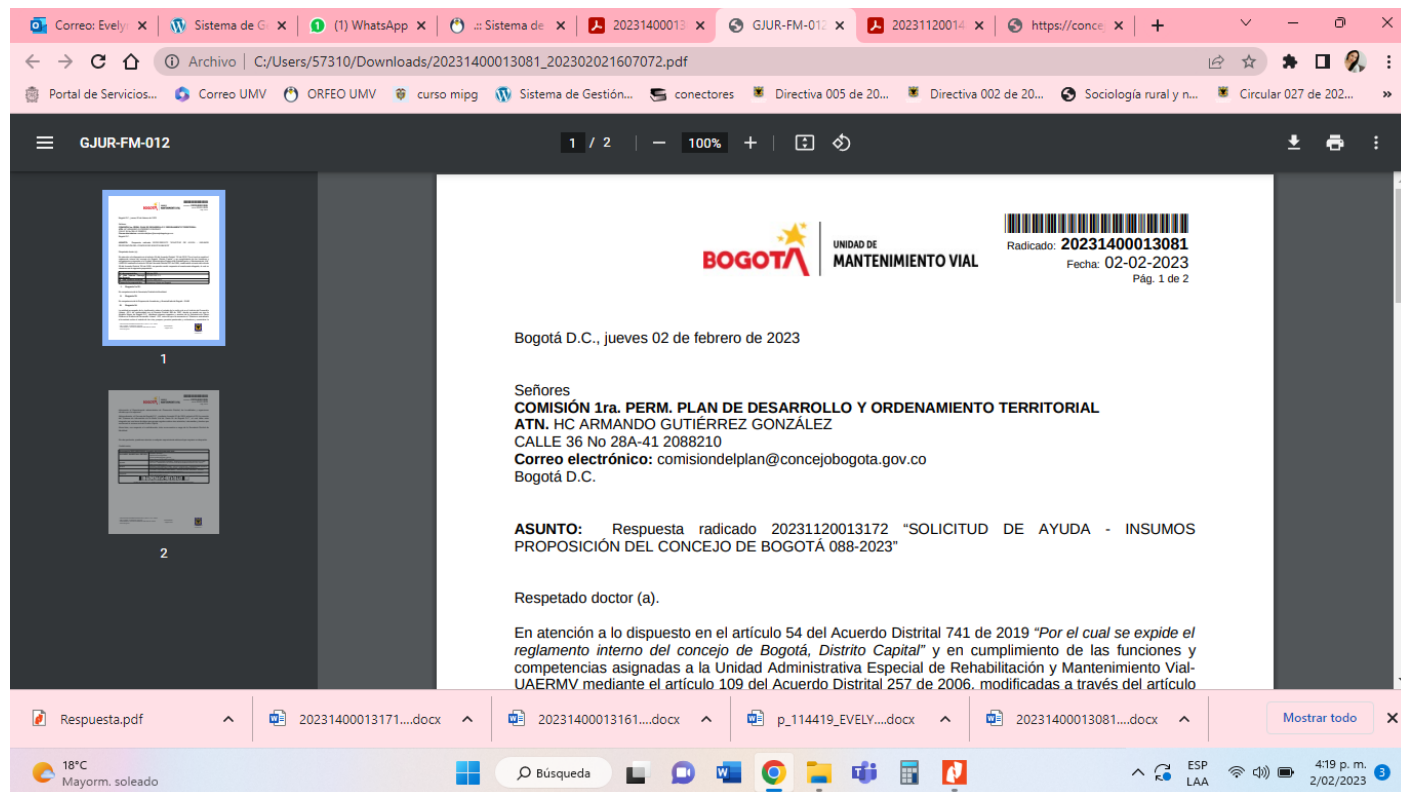 Correo: Evely
Sistema de G
(1) WhatsApp
.:: Sistema de
20231400013
GJUR-FM-012
20231120014
https://conce
Archivo
C:/Users/57310/Downloads/20231400013081_202302021607072.pdf
Portal de Servicios...
Correo UMV
ORFEO UMV
curso mipg
Sistema de Gestión...
conectores
Directiva 005 de 20...
Directiva 002 de 20...
Sociología rural y n...
Circular 027 de 202...
»
GJUR-FM-012
1 / 2
100%
1
2
BOGOTÁ
UNIDAD DE
MANTENIMIENTO VIAL
Radicado: 20231400013081
Fecha: 02-02-2023
Pág. 1 de 2
Bogotá D.C., jueves 02 de febrero de 2023
Señores
COMISIÓN 1ra. PERM. PLAN DE DESARROLLO Y ORDENAMIENTO TERRITORIAL
ATN. HC ARMANDO GUTIÉRREZ GONZÁLEZ
CALLE 36 No 28A-41 2088210
Correo electrónico: comisiondelplan@concejobogota.gov.co
Bogotá D.C.
ASUNTO: Respuesta radicado 20231120013172 “SOLICITUD DE AYUDA - INSUMOS
PROPOSICIÓN DEL CONCEJO DE BOGOTÁ 088-2023”
Respetado doctor (a).
En atención a lo dispuesto en el artículo 54 del Acuerdo Distrital 741 de 2019 “Por el cual se expide el
reglamento interno del concejo de Bogotá, Distrito Capital” y en cumplimiento de las funciones y
competencias asignadas a la Unidad Administrativa Especial de Rehabilitación y Mantenimiento Vial-
UAERMV mediante el artículo 109 del Acuerdo Distrital 257 de 2006, modificadas a través del artículo
Respuesta.pdf
20231400013171....docx
20231400013161....docx
p_114419_EVELY....docx
20231400013081....docx
Mostrar todo
18°C
Mayorm. soleado
Búsqueda
ESP
LAA
4:19 p. m.
2/02/2023
3